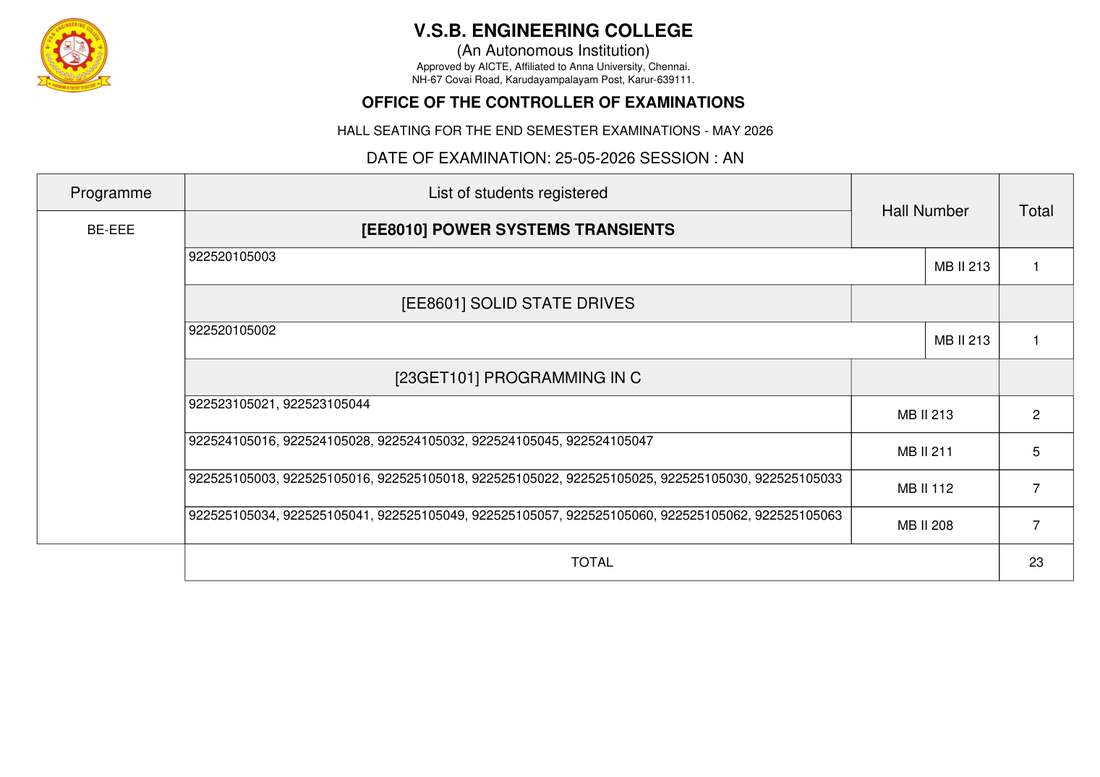 V.S.B. ENGINEERING COLLEGE
(An Autonomous Institution)
Approved by AICTE, Affiliated to Anna University, Chennai.
NH-67 Covai Road, Karudayampalayam Post, Karur-639111.
OFFICE OF THE CONTROLLER OF EXAMINATIONS
HALL SEATING FOR THE END SEMESTER EXAMINATIONS - MAY 2026
DATE OF EXAMINATION: 25-05-2026 SESSION : AN
Programme List of students registered Hall Number Total
BE-EEE [EE8010] POWER SYSTEMS TRANSIENTS
922520105003 MB II 213 1
[EE8601] SOLID STATE DRIVES
922520105002 MB II 213 1
[23GET101] PROGRAMMING IN C
922523105021, 922523105044 MB II 213 2
922524105016, 922524105028, 922524105032, 922524105045, 922524105047 MB II 211 5
922525105003, 922525105016, 922525105018, 922525105022, 922525105025, 922525105030, 922525105033 MB II 112 7
922525105034, 922525105041, 922525105049, 922525105057, 922525105060, 922525105062, 922525105063 MB II 208 7
TOTAL 23